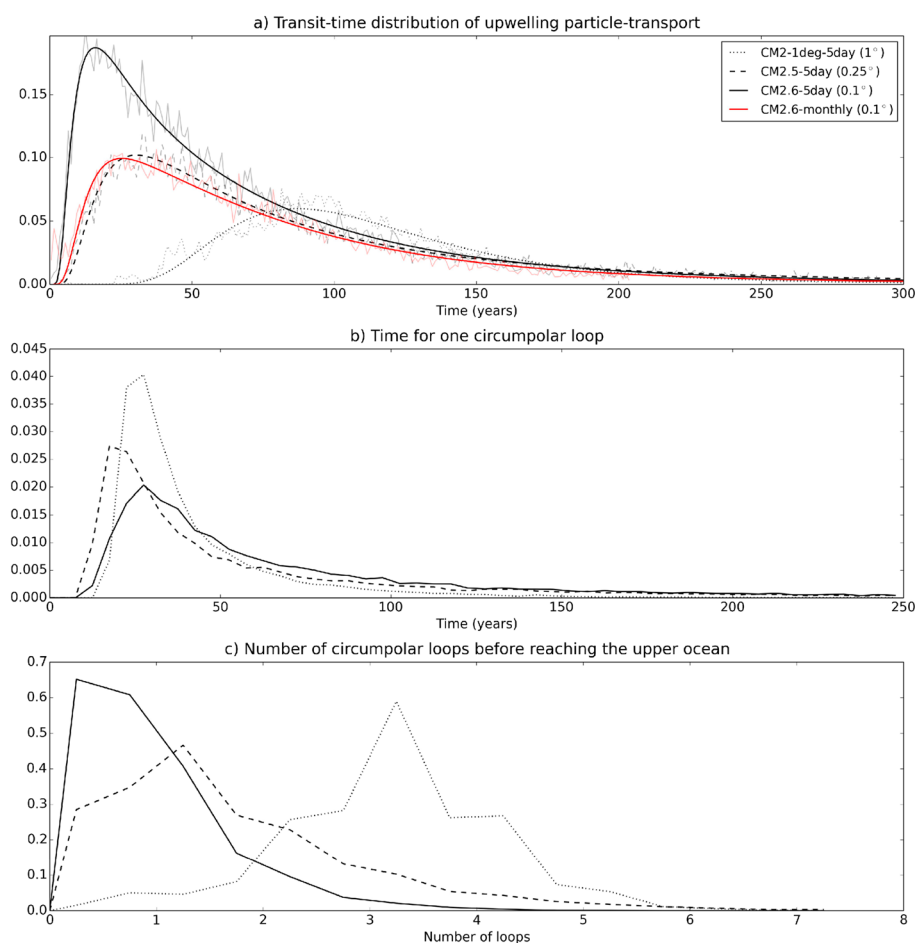 a) Transit-time distribution of upwelling particle-transport
CM2-1deg-5day (1°)
CM2.5-5day (0.25°)
CM2.6-5day (0.1°)
CM2.6-monthly (0.1°)
0.15
0.10
0.05
0.00
0 50 100 150 200 250 300
Time (years)
b) Time for one circumpolar loop
0.045
0.040
0.035
0.030
0.025
0.020
0.015
0.010
0.005
0.000
0 50 100 150 200 250
Time (years)
c) Number of circumpolar loops before reaching the upper ocean
0.7
0.6
0.5
0.4
0.3
0.2
0.1
0.0
0 1 2 3 4 5 6 7 8
Number of loops